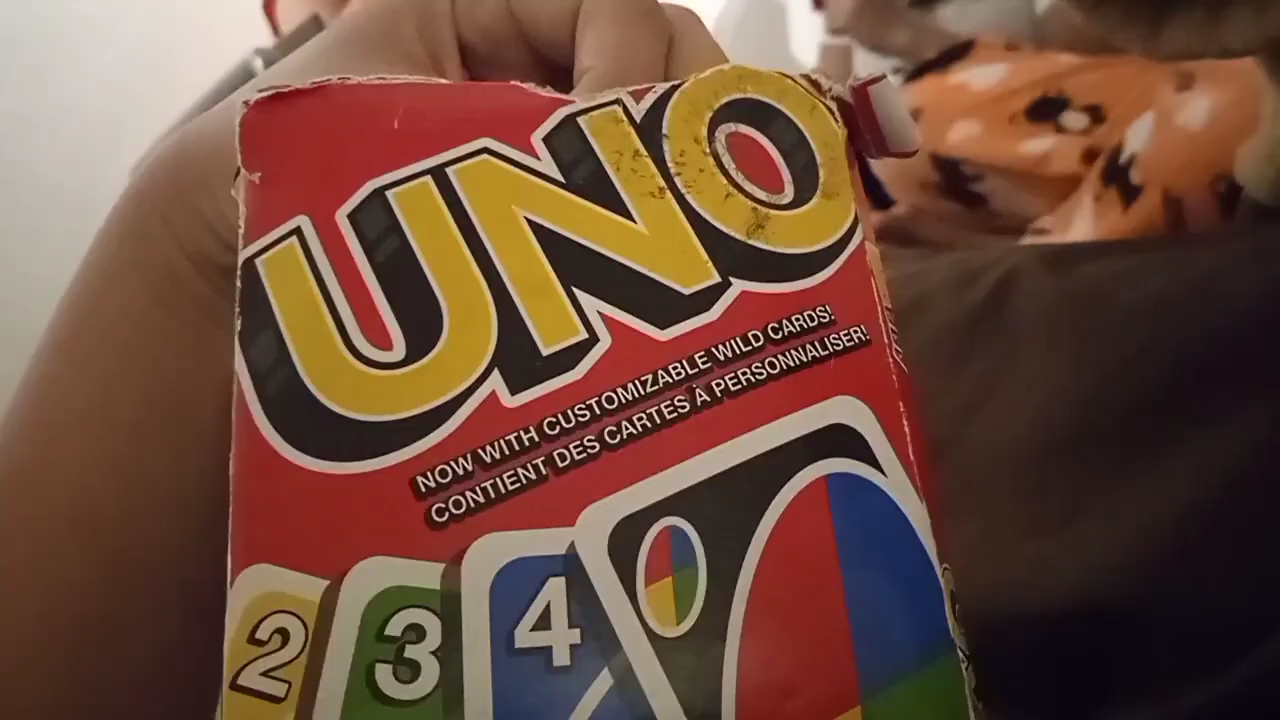 UNO
NOW WITH CUSTOMIZABLE WILD CARDS!
CONTIENT DES CARTES À PERSONNALISER!
2
3
4